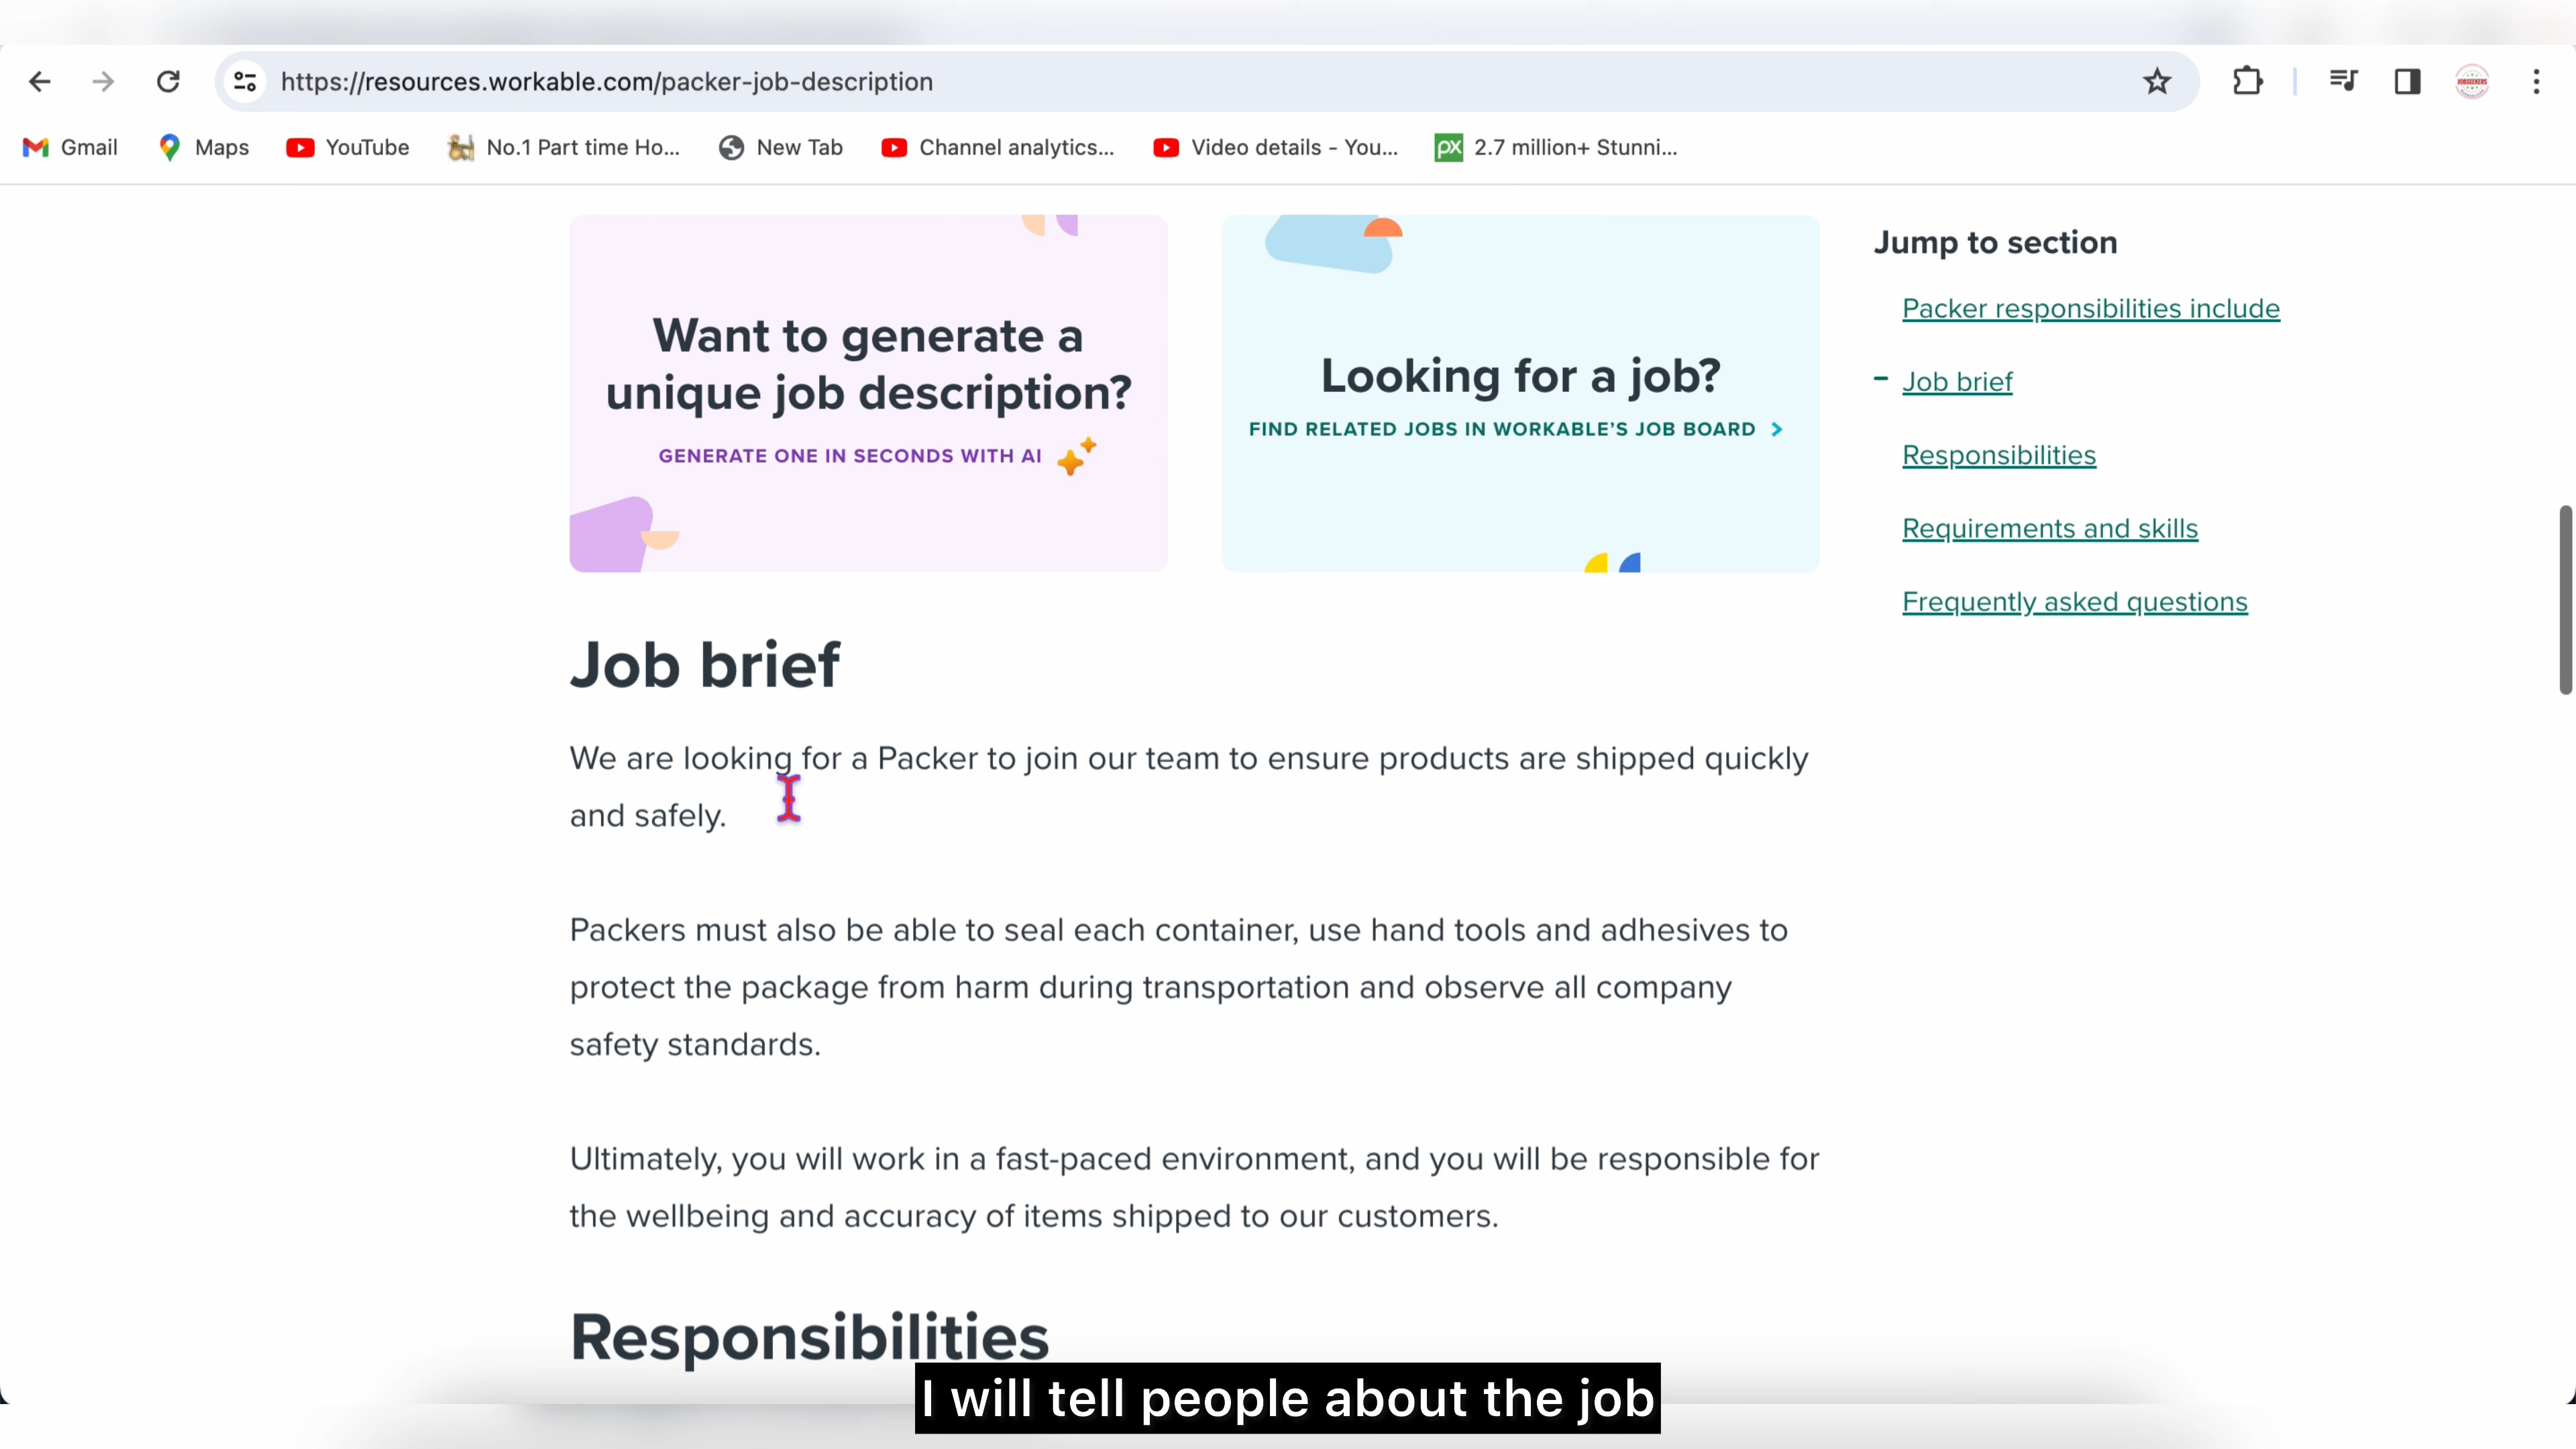 https://resources.workable.com/packer-job-description
JOBSEEKERS
Gmail
Maps
YouTube
No.1 Part time Ho...
New Tab
Channel analytics...
Video details - You...
px
2.7 million+ Stunni...
Want to generate a
unique job description?
GENERATE ONE IN SECONDS WITH AI
Looking for a job?
FIND RELATED JOBS IN WORKABLE'S JOB BOARD >
Jump to section
Packer responsibilities include
– Job brief
Responsibilities
Requirements and skills
Frequently asked questions
Job brief
We are looking for a Packer to join our team to ensure products are shipped quickly
and safely.
Packers must also be able to seal each container, use hand tools and adhesives to
protect the package from harm during transportation and observe all company
safety standards.
Ultimately, you will work in a fast-paced environment, and you will be responsible for
the wellbeing and accuracy of items shipped to our customers.
Responsibilities
I will tell people about the job